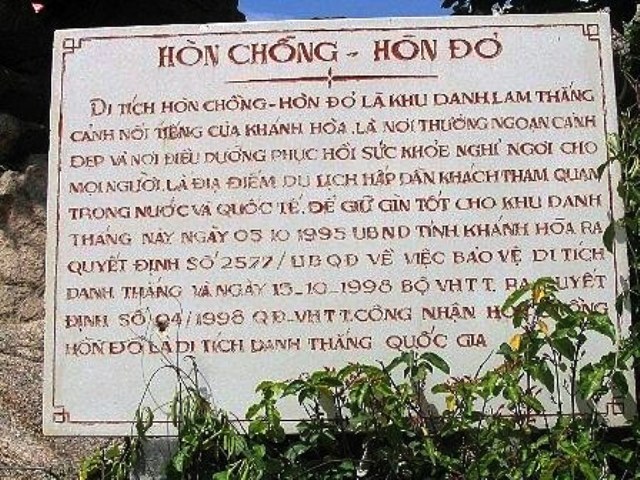 HÒN CHỒNG - HÒN ĐỎ
DI TÍCH HÒN CHỒNG-HÒN ĐỎ LÀ KHU DANH LAM THẮNG
CẢNH NỔI TIẾNG CỦA KHÁNH HÒA. LÀ NƠI THƯỞNG NGOẠN CẢNH
ĐẸP VÀ NƠI ĐIỀU DƯỠNG PHỤC HỒI SỨC KHỎE NGHỈ NGƠI CHO
MỌI NGƯỜI. LÀ ĐỊA ĐIỂM DU LỊCH HẤP DẪN KHÁCH THAM QUAN
TRONG NƯỚC VÀ QUỐC TẾ. ĐỂ GIỮ GÌN TỐT CHO KHU DANH
THẮNG NÀY NGÀY 05 10 1995 UBND TỈNH KHÁNH HÒA RA
QUYẾT ĐỊNH SỐ 2577/UBQĐ VỀ VIỆC BẢO VỆ DI TÍCH
DANH THẮNG VÀ NGÀY 13-10-1998 BỘ VHTT. RA QUYẾT
ĐỊNH SỐ 04/1998 QĐ-VHTT.CÔNG NHẬN HÒN CHỒNG
HÒN ĐỎ LÀ DI TÍCH DANH THẮNG QUỐC GIA